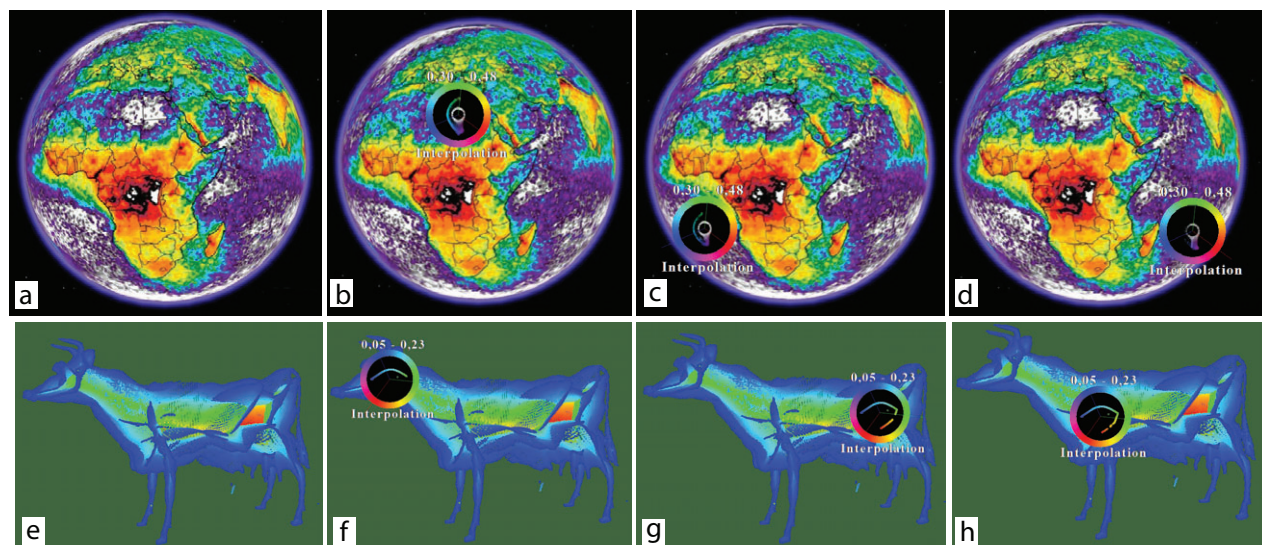 0,30 - 0,48
Interpolation
0,30 - 0,48
Interpolation
0,30 - 0,48
Interpolation
a
b
c
d
0,05 - 0,23
Interpolation
0,05 - 0,23
Interpolation
0,05 - 0,23
Interpolation
e
f
g
h